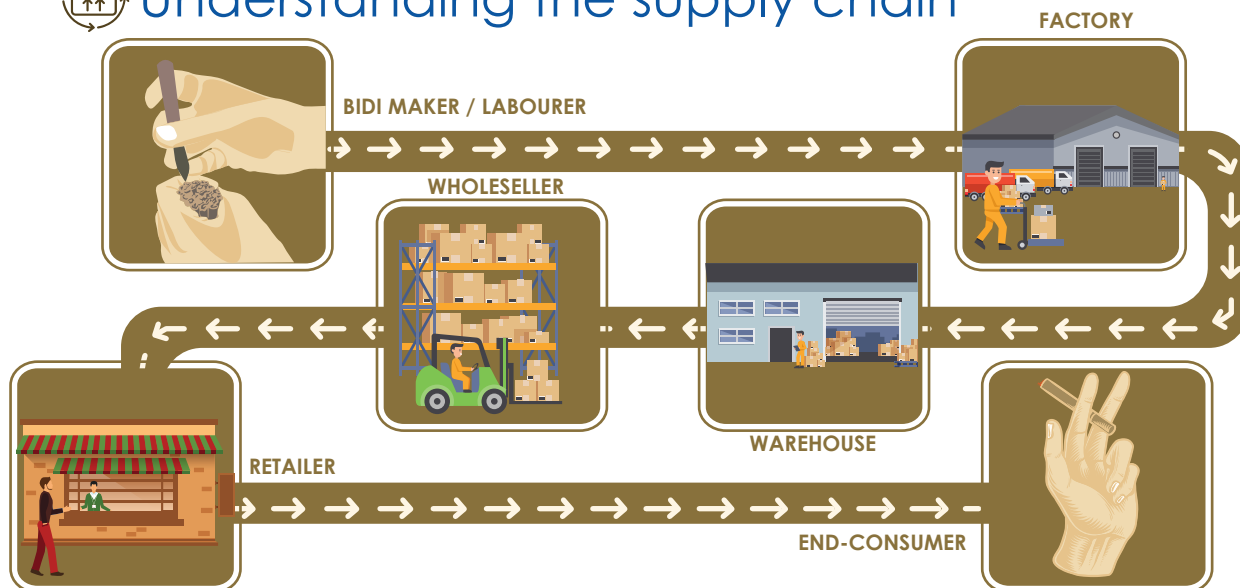 Understanding the supply chain
FACTORY
BIDI MAKER / LABOURER
WHOLESELLER
WAREHOUSE
RETAILER
END-CONSUMER